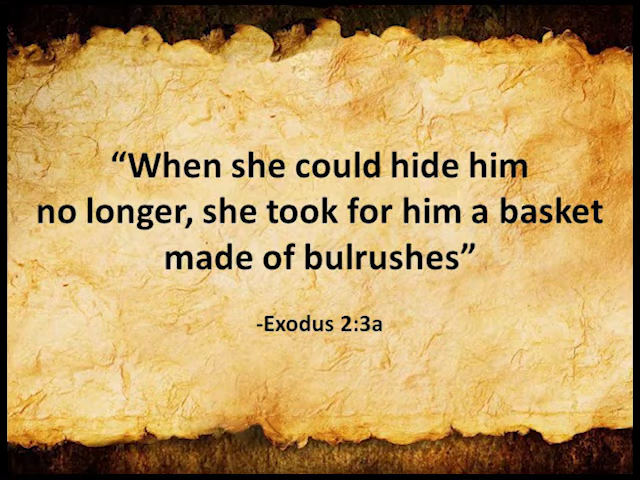 “When she could hide him
no longer, she took for him a basket
made of bulrushes”
-Exodus 2:3a